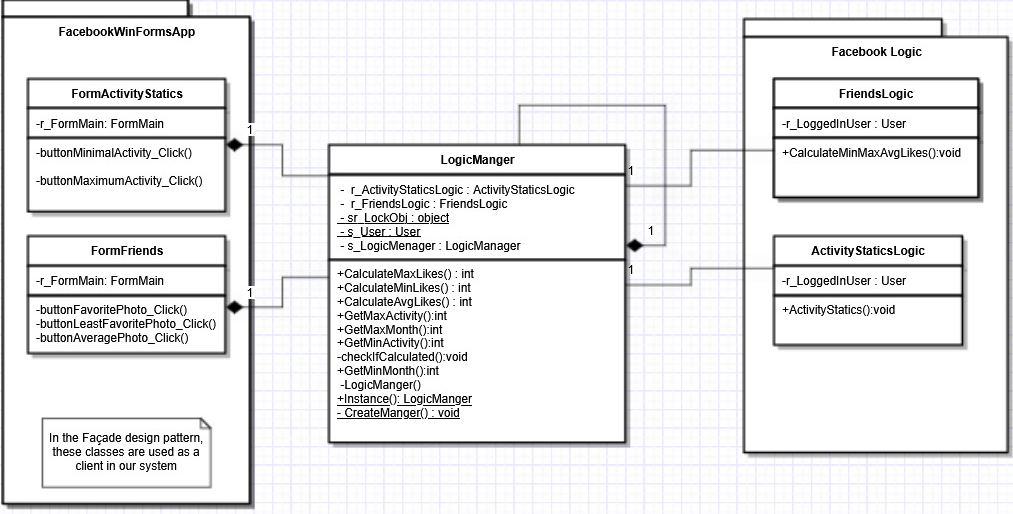 FacebookWinFormsApp
FormActivityStatics
-r_FormMain: FormMain
-buttonMinimalActivity_Click()
-buttonMaximumActivity_Click()
1
FormFriends
-r_FormMain: FormMain
-buttonFavoritePhoto_Click()
-buttonLeastFavoritePhoto_Click()
-buttonAveragePhoto_Click()
1
In the Façade design pattern,
these classes are used as a
client in our system
LogicManger
- r_ActivityStaticsLogic : ActivityStaticsLogic
- r_FriendsLogic : FriendsLogic
- sr_LockObj : object
- s_User : User
- s_LogicMenager : LogicManager
+CalculateMaxLikes() : int
+CalculateMinLikes() : int
+CalculateAvgLikes() : int
+GetMaxActivity():int
+GetMaxMonth():int
+GetMinActivity():int
-checkIfCalculated():void
+GetMinMonth():int
-LogicManger()
+Instance(): LogicManger
- CreateManger() : void
1
1
1
Facebook Logic
FriendsLogic
-r_LoggedInUser : User
+CalculateMinMaxAvgLikes():void
ActivityStaticsLogic
-r_LoggedInUser : User
+ActivityStatics():void